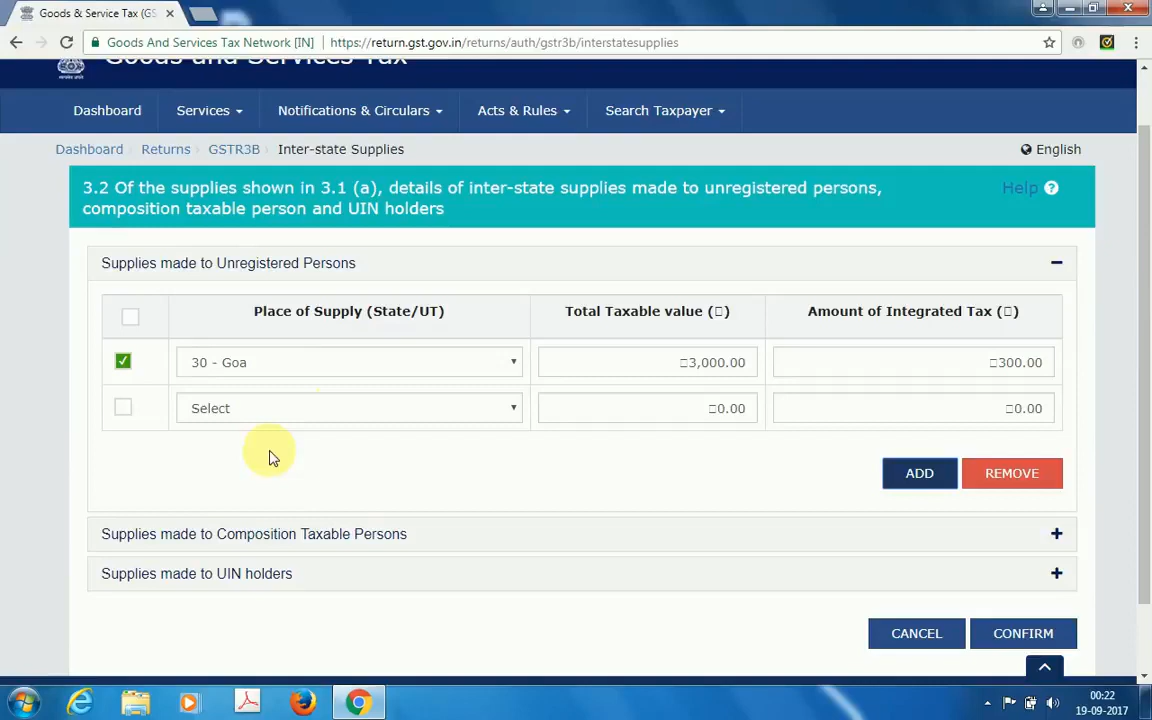 Goods & Service Tax (GS
Goods And Services Tax Network [IN]
https://return.gst.gov.in/returns/auth/gstr3b/interstatesupplies
Goods and Services Tax
Dashboard
Services
Notifications & Circulars
Acts & Rules
Search Taxpayer
Dashboard
Returns
GSTR3B
Inter-state Supplies
English
3.2 Of the supplies shown in 3.1 (a), details of inter-state supplies made to unregistered persons,
composition taxable person and UIN holders
Help
Supplies made to Unregistered Persons
Place of Supply (State/UT)
Total Taxable value (▯)
Amount of Integrated Tax (▯)
30 - Goa
▯3,000.00
▯300.00
Select
▯0.00
▯0.00
ADD
REMOVE
Supplies made to Composition Taxable Persons
Supplies made to UIN holders
CANCEL
CONFIRM
00:22
19-09-2017